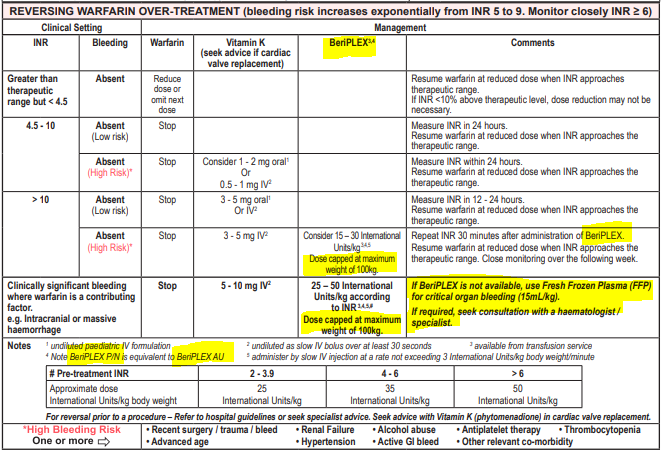 REVERSING WARFARIN OVER-TREATMENT (bleeding risk increases exponentially from INR 5 to 9. Monitor closely INR ≥ 6)
Clinical Setting
Management
INR
Bleeding
Warfarin
Vitamin K
(seek advice if cardiac
valve replacement)
BeriPLEX3,4
Comments
Greater than
therapeutic
range but < 4.5
Absent
Reduce
dose or
omit next
dose
Resume warfarin at reduced dose when INR approaches
therapeutic range.
If INR <10% above therapeutic level, dose reduction may not be
necessary.
4.5 - 10
Absent
(Low risk)
Stop
Measure INR in 24 hours.
Resume warfarin at reduced dose when INR approaches the
therapeutic range.
Absent
(High Risk)*
Stop
Consider 1 - 2 mg oral1
Or
0.5 - 1 mg IV2
Measure INR within 24 hours.
Resume warfarin at reduced dose when INR approaches the
therapeutic range.
> 10
Absent
(Low risk)
Stop
3 - 5 mg oral1
Or IV2
Measure INR in 12 - 24 hours.
Resume warfarin at reduced dose when INR approaches the
therapeutic range.
Absent
(High Risk)*
Stop
3 - 5 mg IV2
Consider 15 – 30 International
Units/kg 3,4,5
Dose capped at maximum
weight of 100kg.
Repeat INR 30 minutes after administration of BeriPLEX.
Resume warfarin at reduced dose when INR approaches the
therapeutic range. Close monitoring over the following week.
Clinically significant bleeding
where warfarin is a contributing
factor.
e.g. Intracranial or massive
haemorrhage
Stop
5 - 10 mg IV2
25 – 50 International
Units/kg according
to INR 3,4,5,#
Dose capped at maximum
weight of 100kg.
If BeriPLEX is not available, use Fresh Frozen Plasma (FFP)
for critical organ bleeding (15mL/kg).
If required, seek consultation with a haematologist /
specialist.
Notes
1 undiluted paediatric IV formulation
2 undiluted as slow IV bolus over at least 30 seconds
3 available from transfusion service
4 Note BeriPLEX P/N is equivalent to BeriPLEX AU
5 administer by slow IV injection at a rate not exceeding 3 International Units/kg body weight/minute
# Pre-treatment INR
2 - 3.9
4 - 6
> 6
Approximate dose
International Units/kg body weight
25
International Units/kg
35
International Units/kg
50
International Units/kg
For reversal prior to a procedure – Refer to hospital guidelines or seek specialist advice. Seek advice with Vitamin K (phytomenadione) in cardiac valve replacement.
*High Bleeding Risk
One or more ⇨
• Recent surgery / trauma / bleed
• Renal Failure
• Alcohol abuse
• Antiplatelet therapy
• Thrombocytopenia
• Advanced age
• Hypertension
• Active GI bleed
• Other relevant co-morbidity